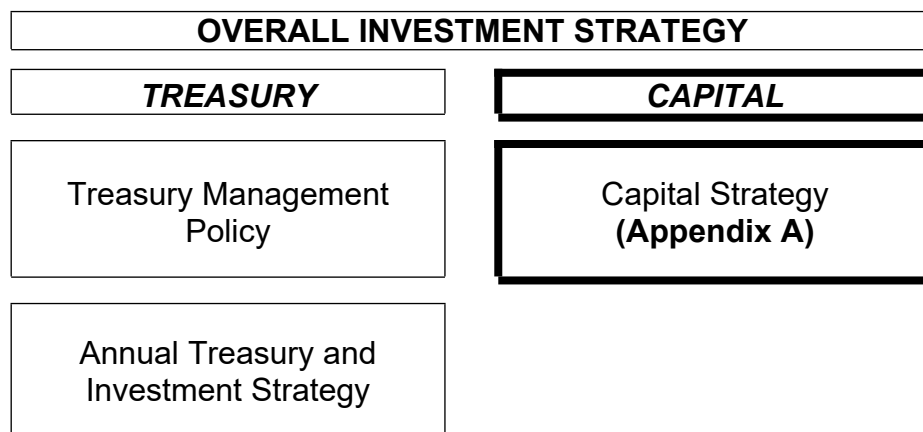 OVERALL INVESTMENT STRATEGY
TREASURY
CAPITAL
Treasury Management
Policy
Capital Strategy
(Appendix A)
Annual Treasury and
Investment Strategy